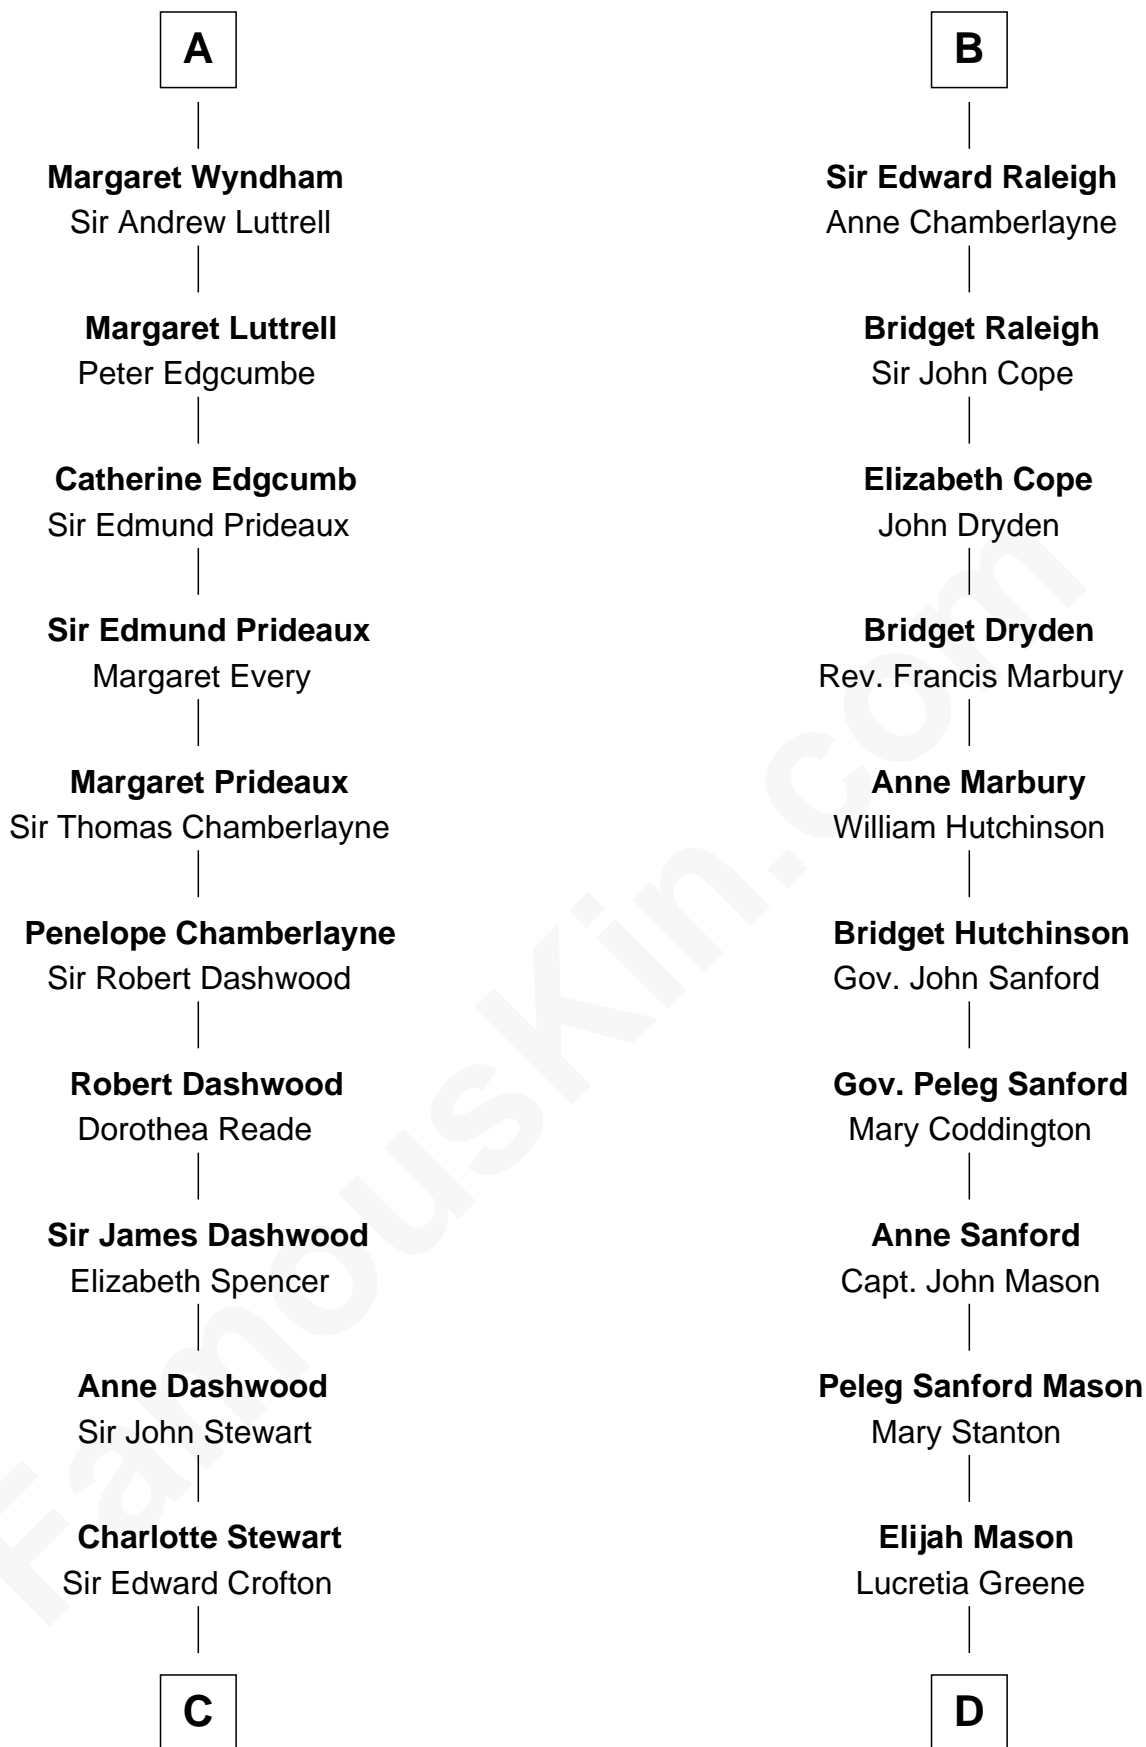 A
Margaret Wyndham
Sir Andrew Luttrell
Margaret Luttrell
Peter Edgcumbe
Catherine Edgcumb
Sir Edmund Prideaux
Sir Edmund Prideaux
Margaret Every
Margaret Prideaux
Sir Thomas Chamberlayne
Penelope Chamberlayne
Sir Robert Dashwood
Robert Dashwood
Dorothea Reade
Sir James Dashwood
Elizabeth Spencer
Anne Dashwood
Sir John Stewart
Charlotte Stewart
Sir Edward Crofton
C
B
Sir Edward Raleigh
Anne Chamberlayne
Bridget Raleigh
Sir John Cope
Elizabeth Cope
John Dryden
Bridget Dryden
Rev. Francis Marbury
Anne Marbury
William Hutchinson
Bridget Hutchinson
Gov. John Sanford
Gov. Peleg Sanford
Mary Coddington
Anne Sanford
Capt. John Mason
Peleg Sanford Mason
Mary Stanton
Elijah Mason
Lucretia Greene
D
FamousKin.com